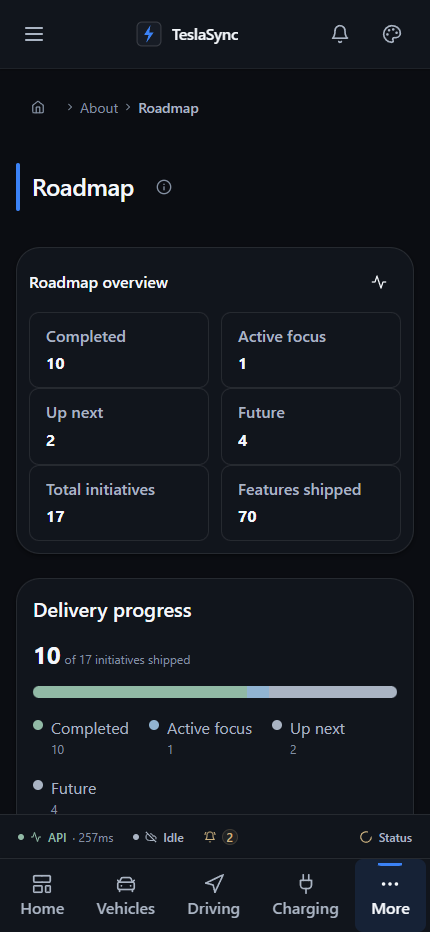 TeslaSync
About Roadmap
Roadmap
Roadmap overview
Completed
10
Active focus
1
Up next
2
Future
4
Total initiatives
17
Features shipped
70
Delivery progress
10 of 17 initiatives shipped
Completed
10
Active focus
1
Up next
2
Future
4
API · 257ms Idle 2 Status
Home Vehicles Driving Charging More